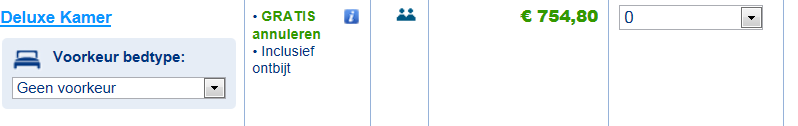 Deluxe Kamer
Voorkeur bedtype:
Geen voorkeur
• GRATIS
annuleren
• Inclusief
ontbijt
€ 754,80
0